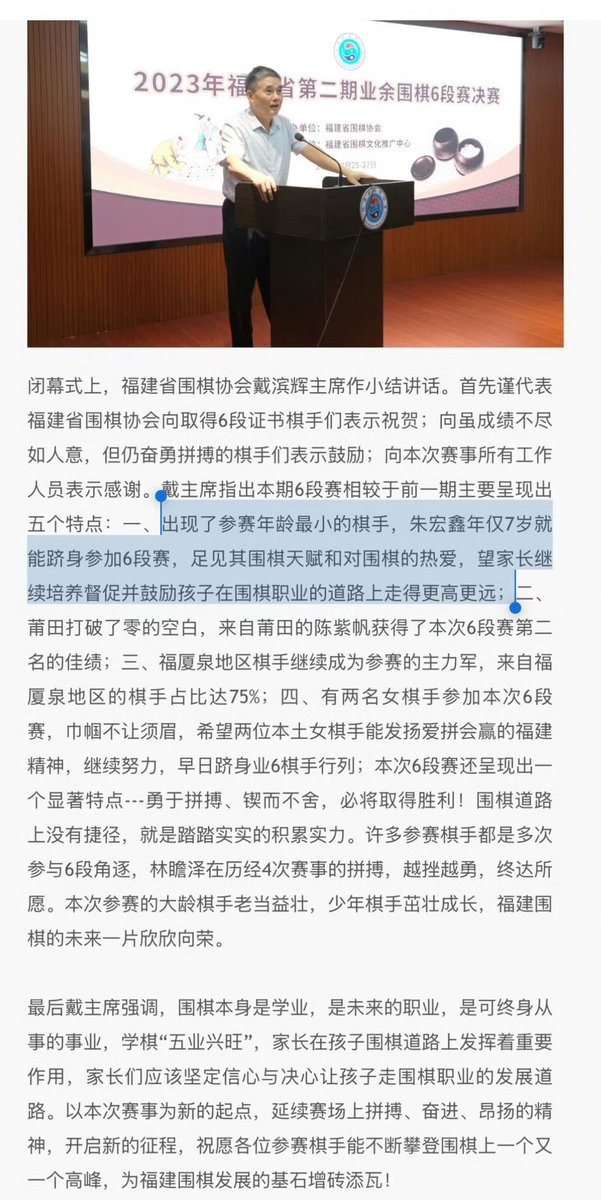 2023年福 省第二期业余围棋6段赛决赛
办单位：福建省围棋协会
位：福建省围棋文化推广中心
月25-27日
闭幕式上，福建省围棋协会戴滨辉主席作小结讲话。首先谨代表
福建省围棋协会向取得6段证书棋手们表示祝贺；向虽成绩不尽
如人意，但仍奋勇拼搏的棋手们表示鼓励；向本次赛事所有工作
人员表示感谢。戴主席指出本期6段赛相较于前一期主要呈现出
五个特点：一、出现了参赛年龄最小的棋手，朱宏鑫年仅7岁就
能跻身参加6段赛，足见其围棋天赋和对围棋的热爱，望家长继
续培养督促并鼓励孩子在围棋职业的道路上走得更高更远；二、
莆田打破了零的空白，来自莆田的陈紫帆获得了本次6段赛第二
名的佳绩；三、福厦泉地区棋手继续成为参赛的主力军，来自福
厦泉地区的棋手占比达75%；四、有两名女棋手参加本次6段
赛，巾帼不让须眉，希望两位本土女棋手能发扬爱拼会赢的福建
精神，继续努力，早日跻身业6棋手行列；本次6段赛还呈现出一
个显著特点---勇于拼搏、锲而不舍，必将取得胜利！围棋道路
上没有捷径，就是踏踏实实的积累实力。许多参赛棋手都是多次
参与6段角逐，林瞻泽在历经4次赛事的拼搏，越挫越勇，终达所
愿。本次参赛的大龄棋手老当益壮，少年棋手茁壮成长，福建围
棋的未来一片欣欣向荣。
最后戴主席强调，围棋本身是学业，是未来的职业，是可终身从
事的事业，学棋“五业兴旺”，家长在孩子围棋道路上发挥着重要
作用，家长们应该坚定信心与决心让孩子走围棋职业的发展道
路。以本次赛事为新的起点，延续赛场上拼搏、奋进、昂扬的精
神，开启新的征程，祝愿各位参赛棋手能不断攀登围棋上一个又
一个高峰，为福建围棋发展的基石增砖添瓦！